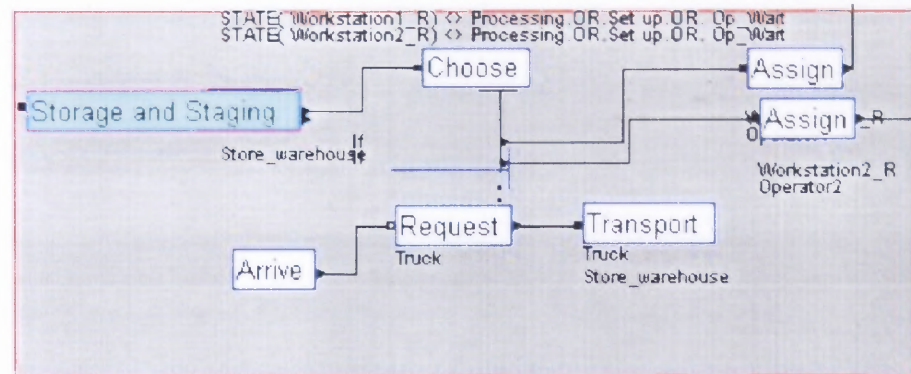 STATE( Workstation1_R) <> Processing.OR.Set up.OR. Op_Wait
STATE( Workstation2_R) <> Processing.OR.Set up.OR. Op_Wait
Choose
Assign
Storage and Staging
Assign
_R
If
Store_warehouse
Workstation2_R
Operator2
Request
Transport
Truck
Truck
Store_warehouse
Arrive